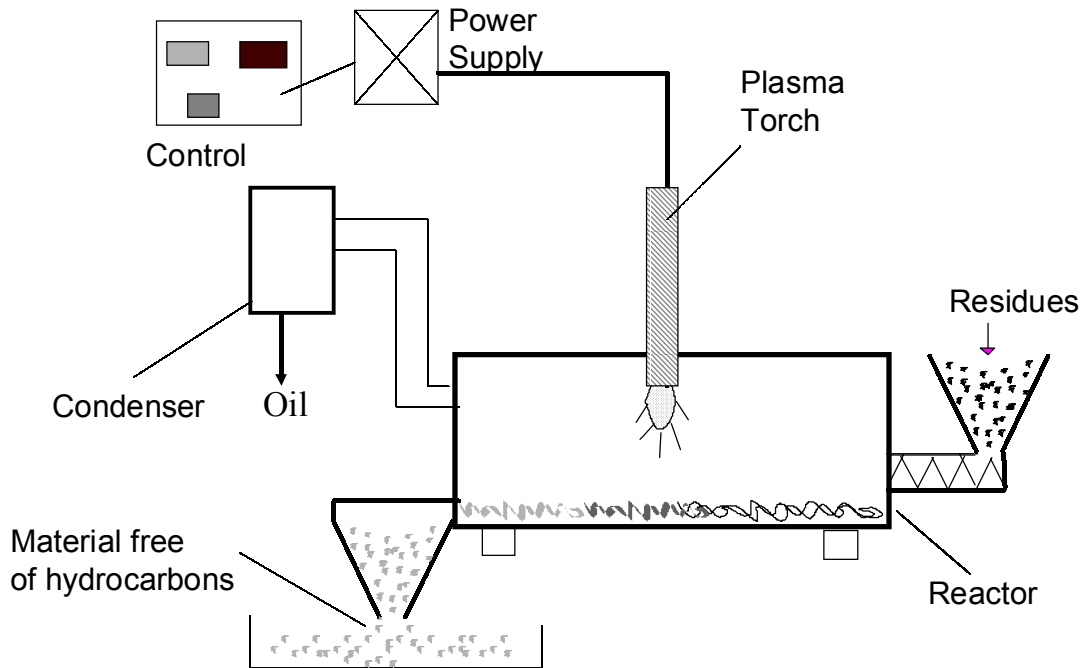 Power
Supply
Plasma
Torch
Control
Residues
Condenser
Oil
Material free
of hydrocarbons
Reactor